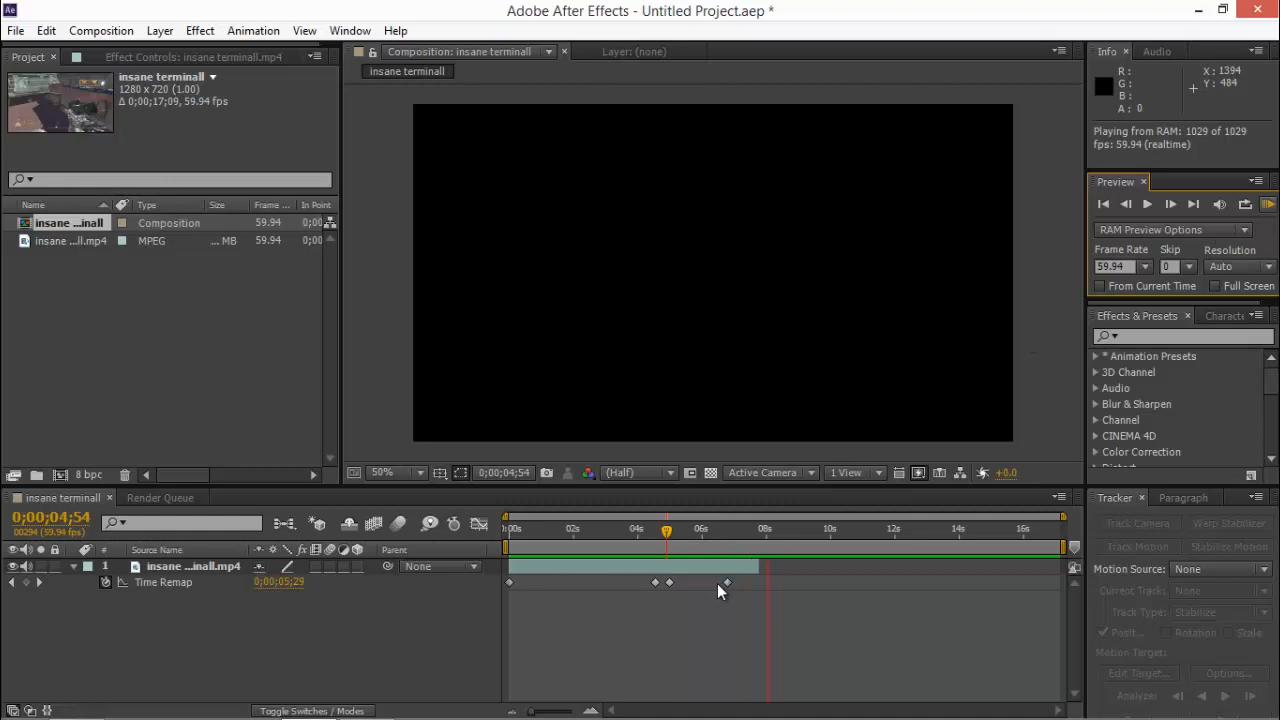 Ae
Adobe After Effects - Untitled Project.aep *
File Edit Composition Layer Effect Animation View Window Help
Project × Effect Controls: insane terminall.mp4
Composition: insane terminall × Layer: (none)
Info × Audio
insane terminall
insane terminall
1280 x 720 (1.00)
Δ 0;00;17;09, 59.94 fps
R :
G :
B :
A : 0
X : 1394
Y : 484
Playing from RAM: 1029 of 1029
fps: 59.94 (realtime)
Preview ×
Name Type Size Frame ... In Point
insane ...inall Composition 59.94 0;00
insane ...ll.mp4 MPEG ... MB 59.94 0;00
RAM Preview Options
Frame Rate Skip Resolution
59.94 0 Auto
From Current Time Full Screen
Effects & Presets × Characte
* Animation Presets
3D Channel
Audio
Blur & Sharpen
Channel
CINEMA 4D
Color Correction
Distort
8 bpc
50% 0;00;04;54 (Half) Active Camera 1 View +0.0
insane terminall × Render Queue
0;00;04;54
00294 (59.94 fps)
# Source Name Parent
1 insane ...inall.mp4 None
Time Remap 0;00;05;29
):00s 02s 04s 06s 08s 10s 12s 14s 16s
Toggle Switches / Modes
Tracker × Paragraph
Track Camera Warp Stabilizer
Track Motion Stabilize Motion
Motion Source: None
Current Track: None
Track Type: Stabilize
Positi... Rotation Scale
Motion Target:
Edit Target... Options...
Analyze: